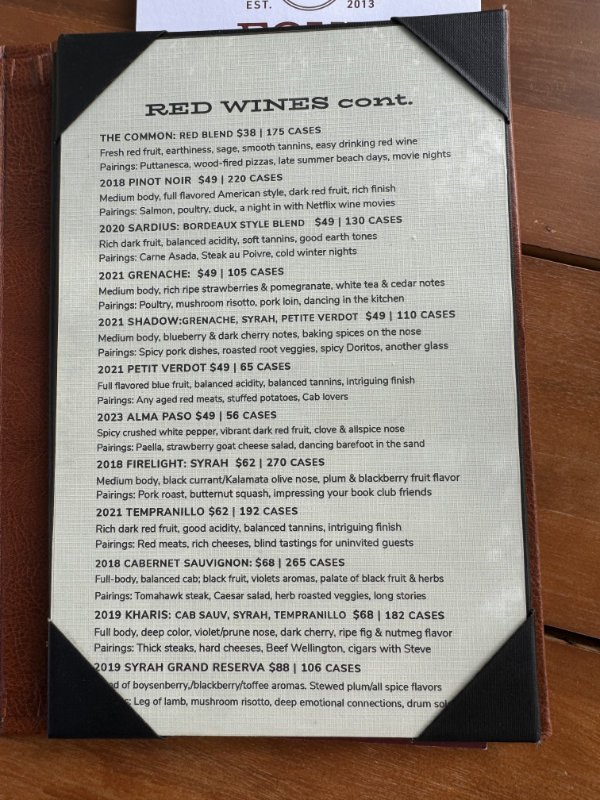 EST. 2013
RED WINES cont.
THE COMMON: RED BLEND $38 | 175 CASES
Fresh red fruit, earthiness, sage, smooth tannins, easy drinking red wine
Pairings: Puttanesca, wood-fired pizzas, late summer beach days, movie nights
2018 PINOT NOIR $49 | 220 CASES
Medium body, full flavored American style, dark red fruit, rich finish
Pairings: Salmon, poultry, duck, a night in with Netflix wine movies
2020 SARDIUS: BORDEAUX STYLE BLEND $49 | 130 CASES
Rich dark fruit, balanced acidity, soft tannins, good earth tones
Pairings: Carne Asada, Steak au Poivre, cold winter nights
2021 GRENACHE: $49 | 105 CASES
Medium body, rich ripe strawberries & pomegranate, white tea & cedar notes
Pairings: Poultry, mushroom risotto, pork loin, dancing in the kitchen
2021 SHADOW:GRENACHE, SYRAH, PETITE VERDOT $49 | 110 CASES
Medium body, blueberry & dark cherry notes, baking spices on the nose
Pairings: Spicy pork dishes, roasted root veggies, spicy Doritos, another glass
2021 PETIT VERDOT $49 | 65 CASES
Full flavored blue fruit, balanced acidity, balanced tannins, intriguing finish
Pairings: Any aged red meats, stuffed potatoes, Cab lovers
2023 ALMA PASO $49 | 56 CASES
Spicy crushed white pepper, vibrant dark red fruit, clove & allspice nose
Pairings: Paella, strawberry goat cheese salad, dancing barefoot in the sand
2018 FIRELIGHT: SYRAH $62 | 270 CASES
Medium body, black currant/Kalamata olive nose, plum & blackberry fruit flavor
Pairings: Pork roast, butternut squash, impressing your book club friends
2021 TEMPRANILLO $62 | 192 CASES
Rich dark red fruit, good acidity, balanced tannins, intriguing finish
Pairings: Red meats, rich cheeses, blind tastings for uninvited guests
2018 CABERNET SAUVIGNON: $68 | 265 CASES
Full-body, balanced cab; black fruit, violets aromas, palate of black fruit & herbs
Pairings: Tomahawk steak, Caesar salad, herb roasted veggies, long stories
2019 KHARIS: CAB SAUV, SYRAH, TEMPRANILLO $68 | 182 CASES
Full body, deep color, violet/prune nose, dark cherry, ripe fig & nutmeg flavor
Pairings: Thick steaks, hard cheeses, Beef Wellington, cigars with Steve
2019 SYRAH GRAND RESERVA $88 | 106 CASES
of boysenberry,/blackberry/toffee aromas. Stewed plum/all spice flavors
Leg of lamb, mushroom risotto, deep emotional connections, drum